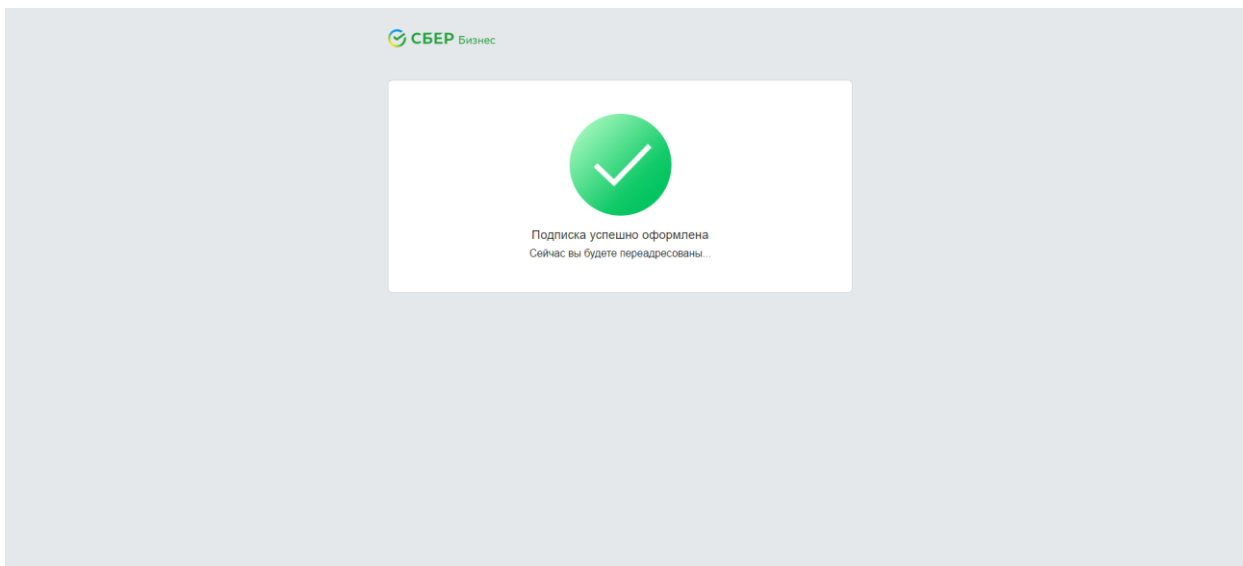 СБЕР Бизнес
Подписка успешно оформлена
Сейчас вы будете переадресованы...